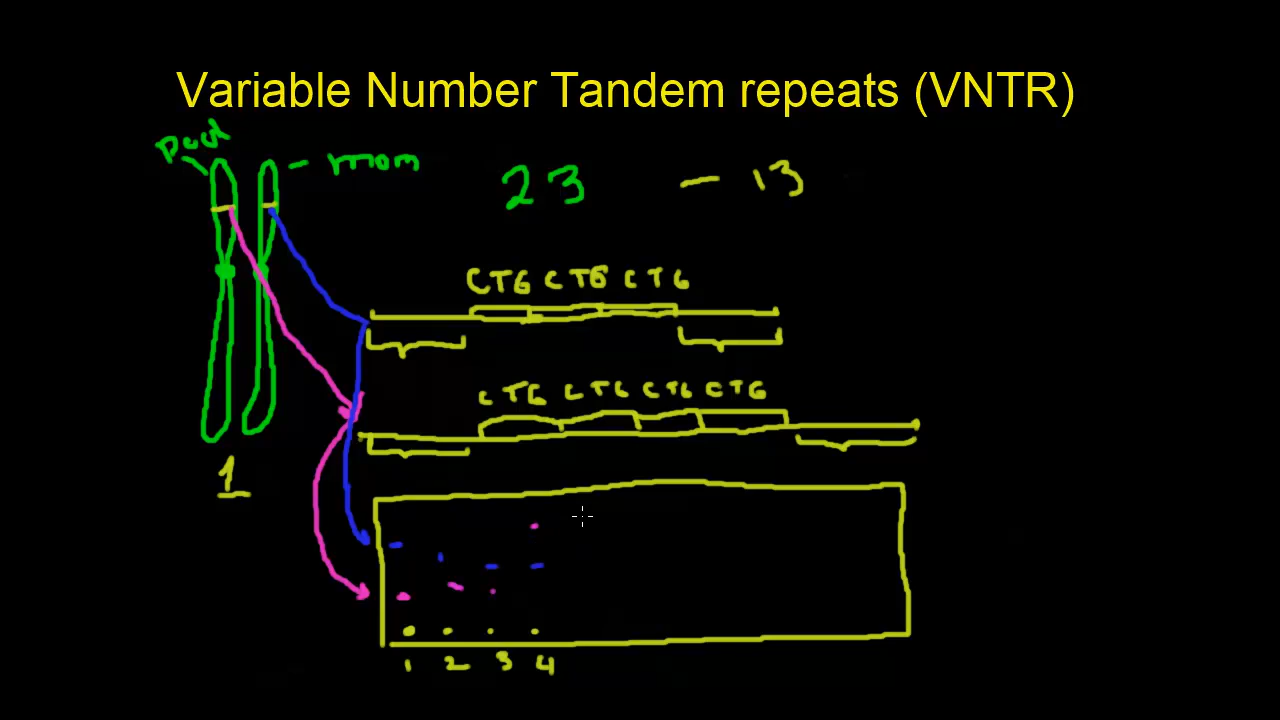 Variable Number Tandem repeats (VNTR)
mom
23 - 13
CTG CTG CTG
CTG CTG CTG CTG
1
1 2 3 4